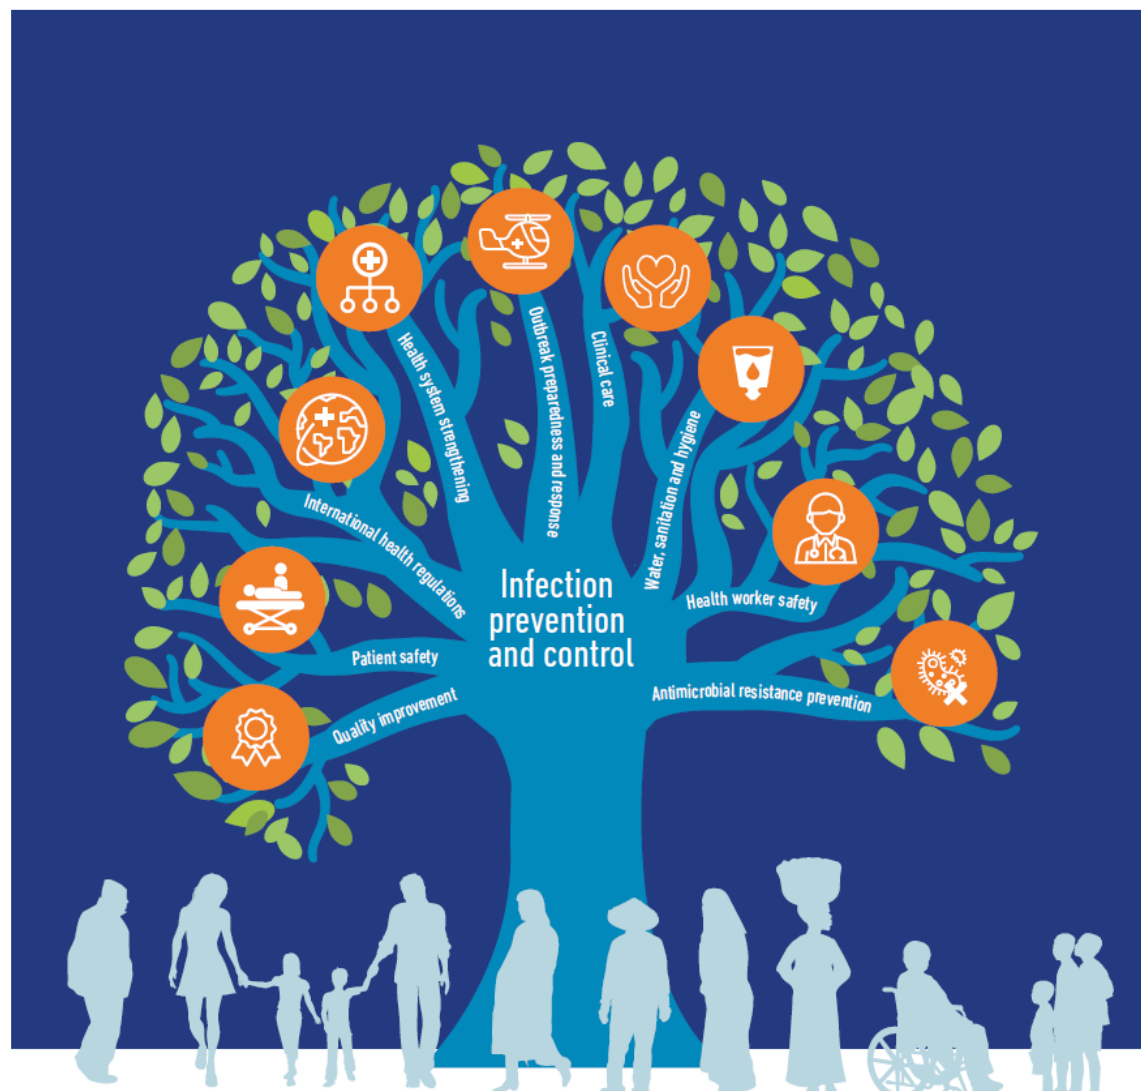 Health system strengthening
Outbreak preparedness and response
Clinical care
Water, sanitation and hygiene
International health regulations
Infection
prevention
and control
Health worker safety
Patient safety
Quality improvement
Antimicrobial resistance prevention